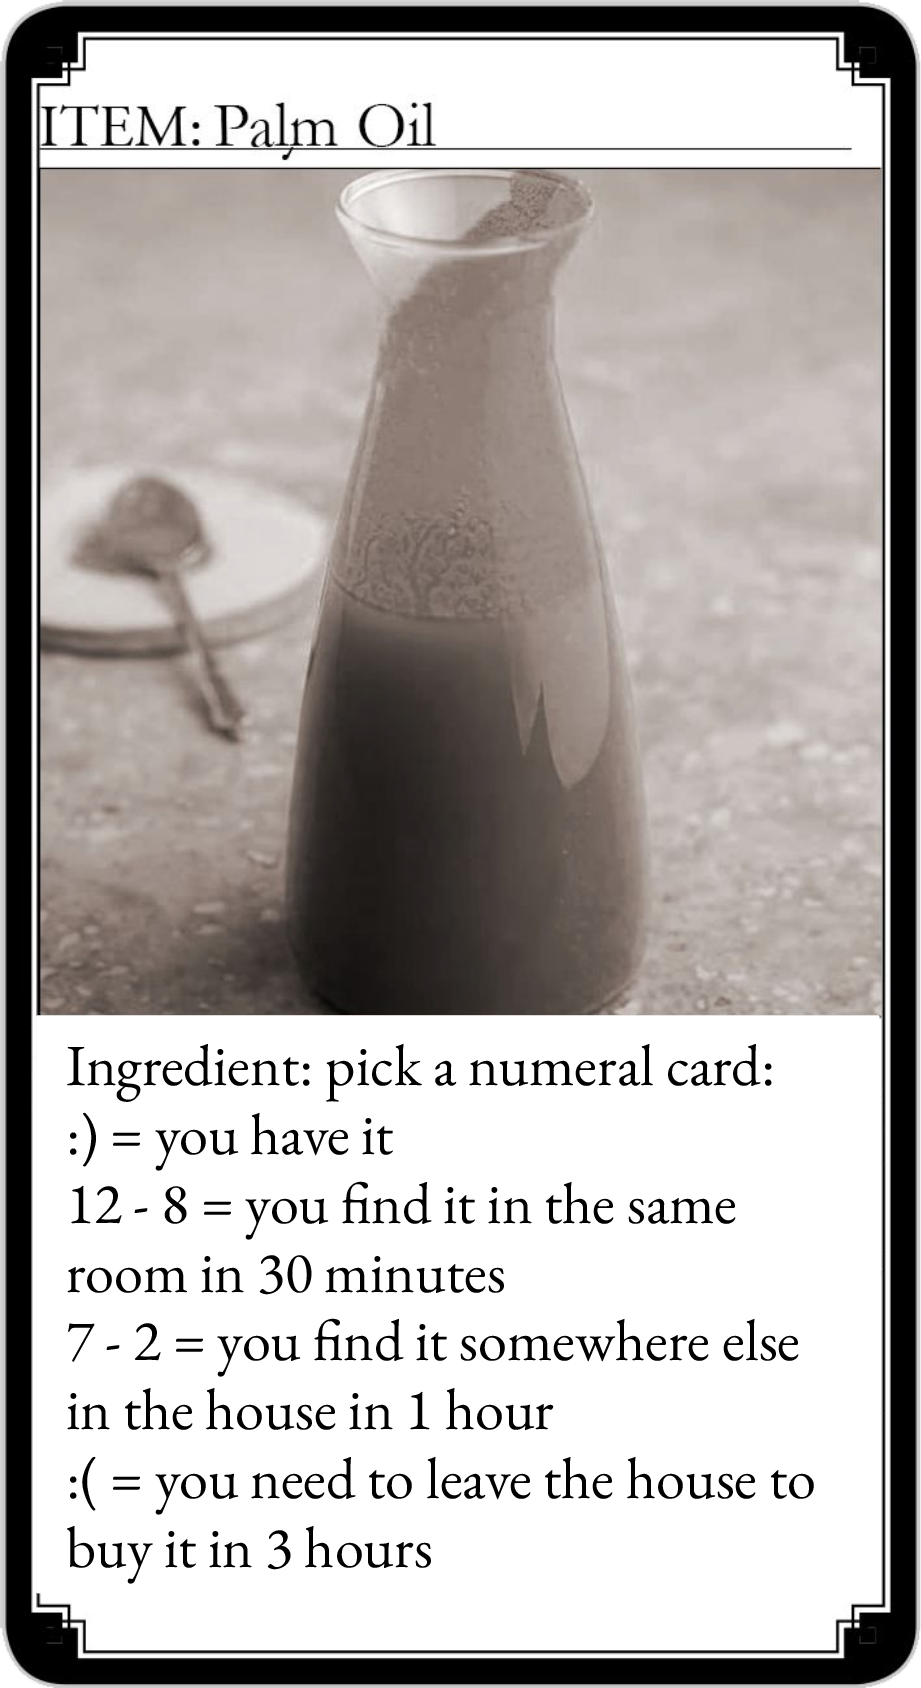 ITEM: Palm Oil
Ingredient: pick a numeral card:
:) = you have it
12 - 8 = you find it in the same
room in 30 minutes
7 - 2 = you find it somewhere else
in the house in 1 hour
:( = you need to leave the house to
buy it in 3 hours